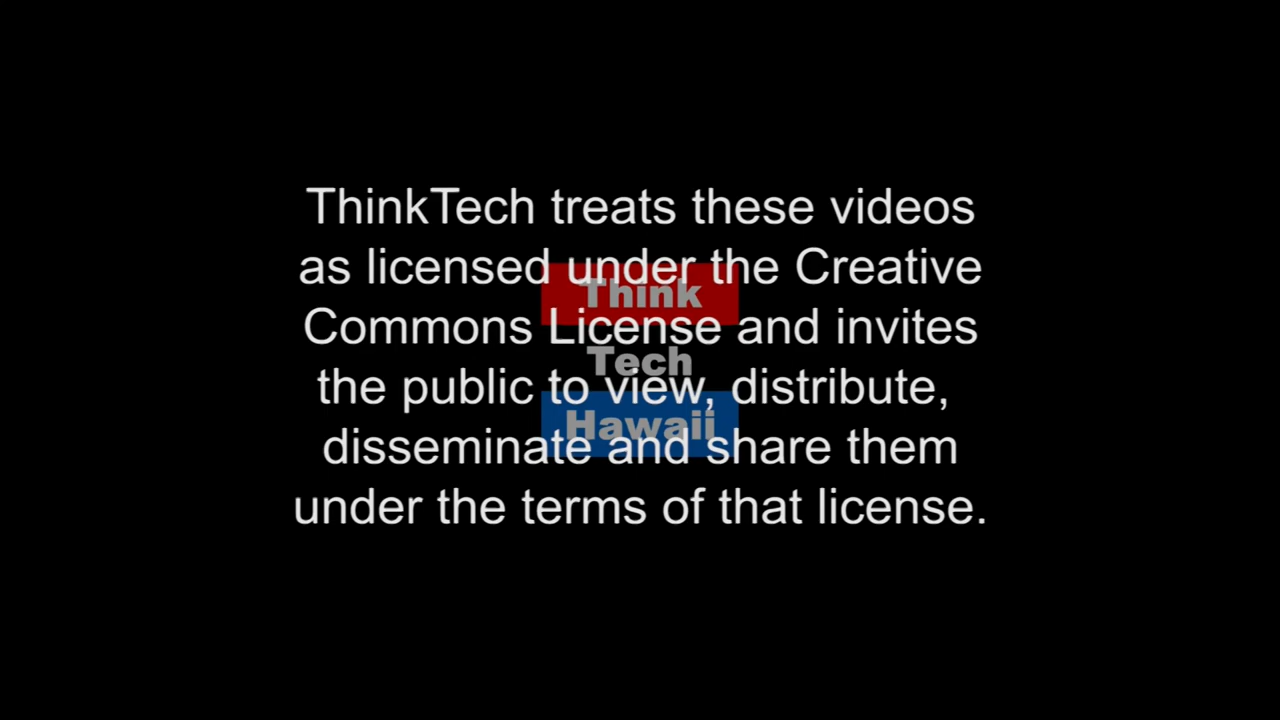 ThinkTech treats these videos
as licensed under the Creative
Think
Commons License and invites
Tech
the public to view, distribute,
Hawaii
disseminate and share them
under the terms of that license.